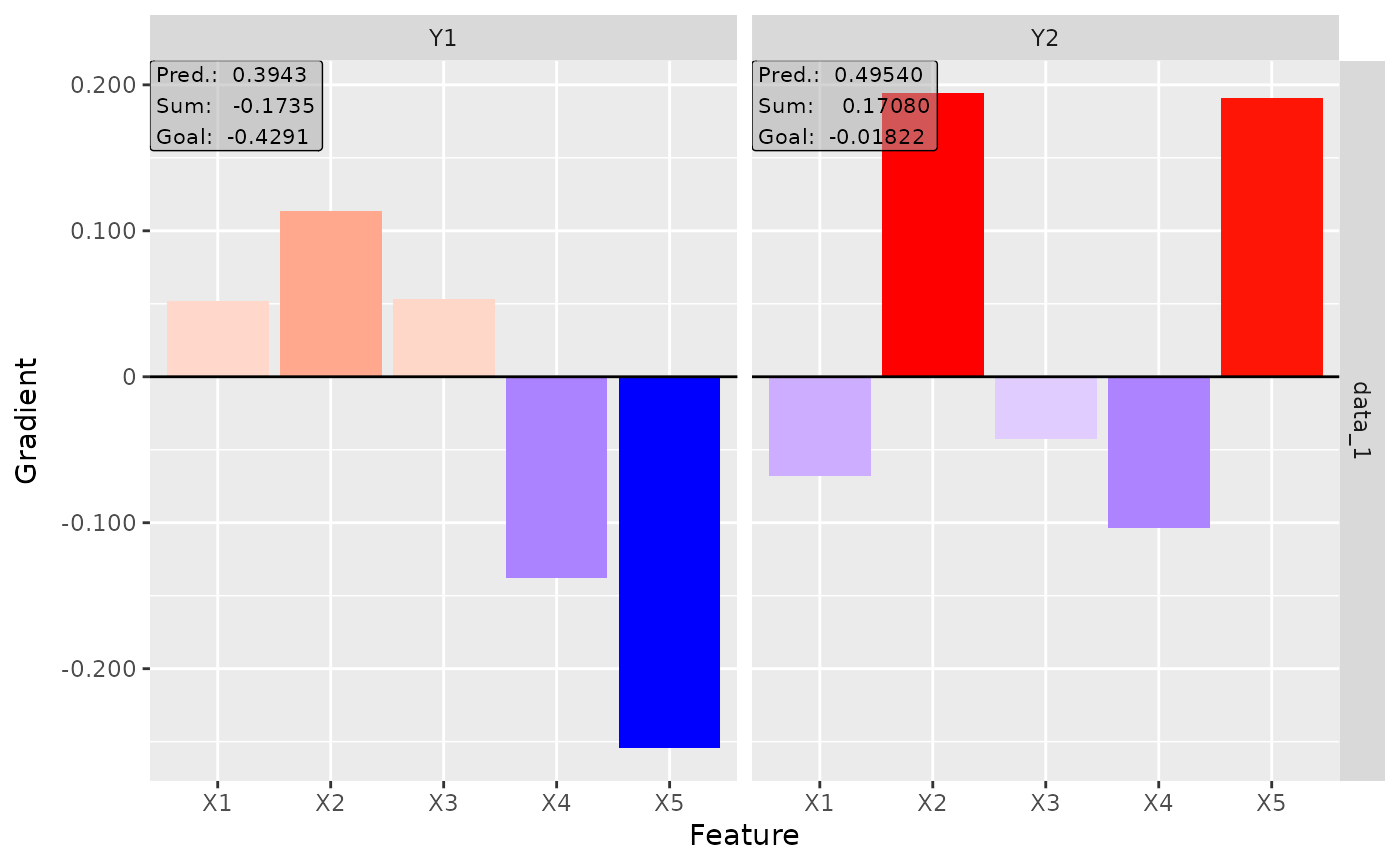 Y1
Y2
Pred.: 0.3943
Sum: -0.1735
Goal: -0.4291
Pred.: 0.49540
Sum: 0.17080
Goal: -0.01822
0.200
0.100
0
-0.100
-0.200
Gradient
data_1
X1 X2 X3 X4 X5
X1 X2 X3 X4 X5
Feature